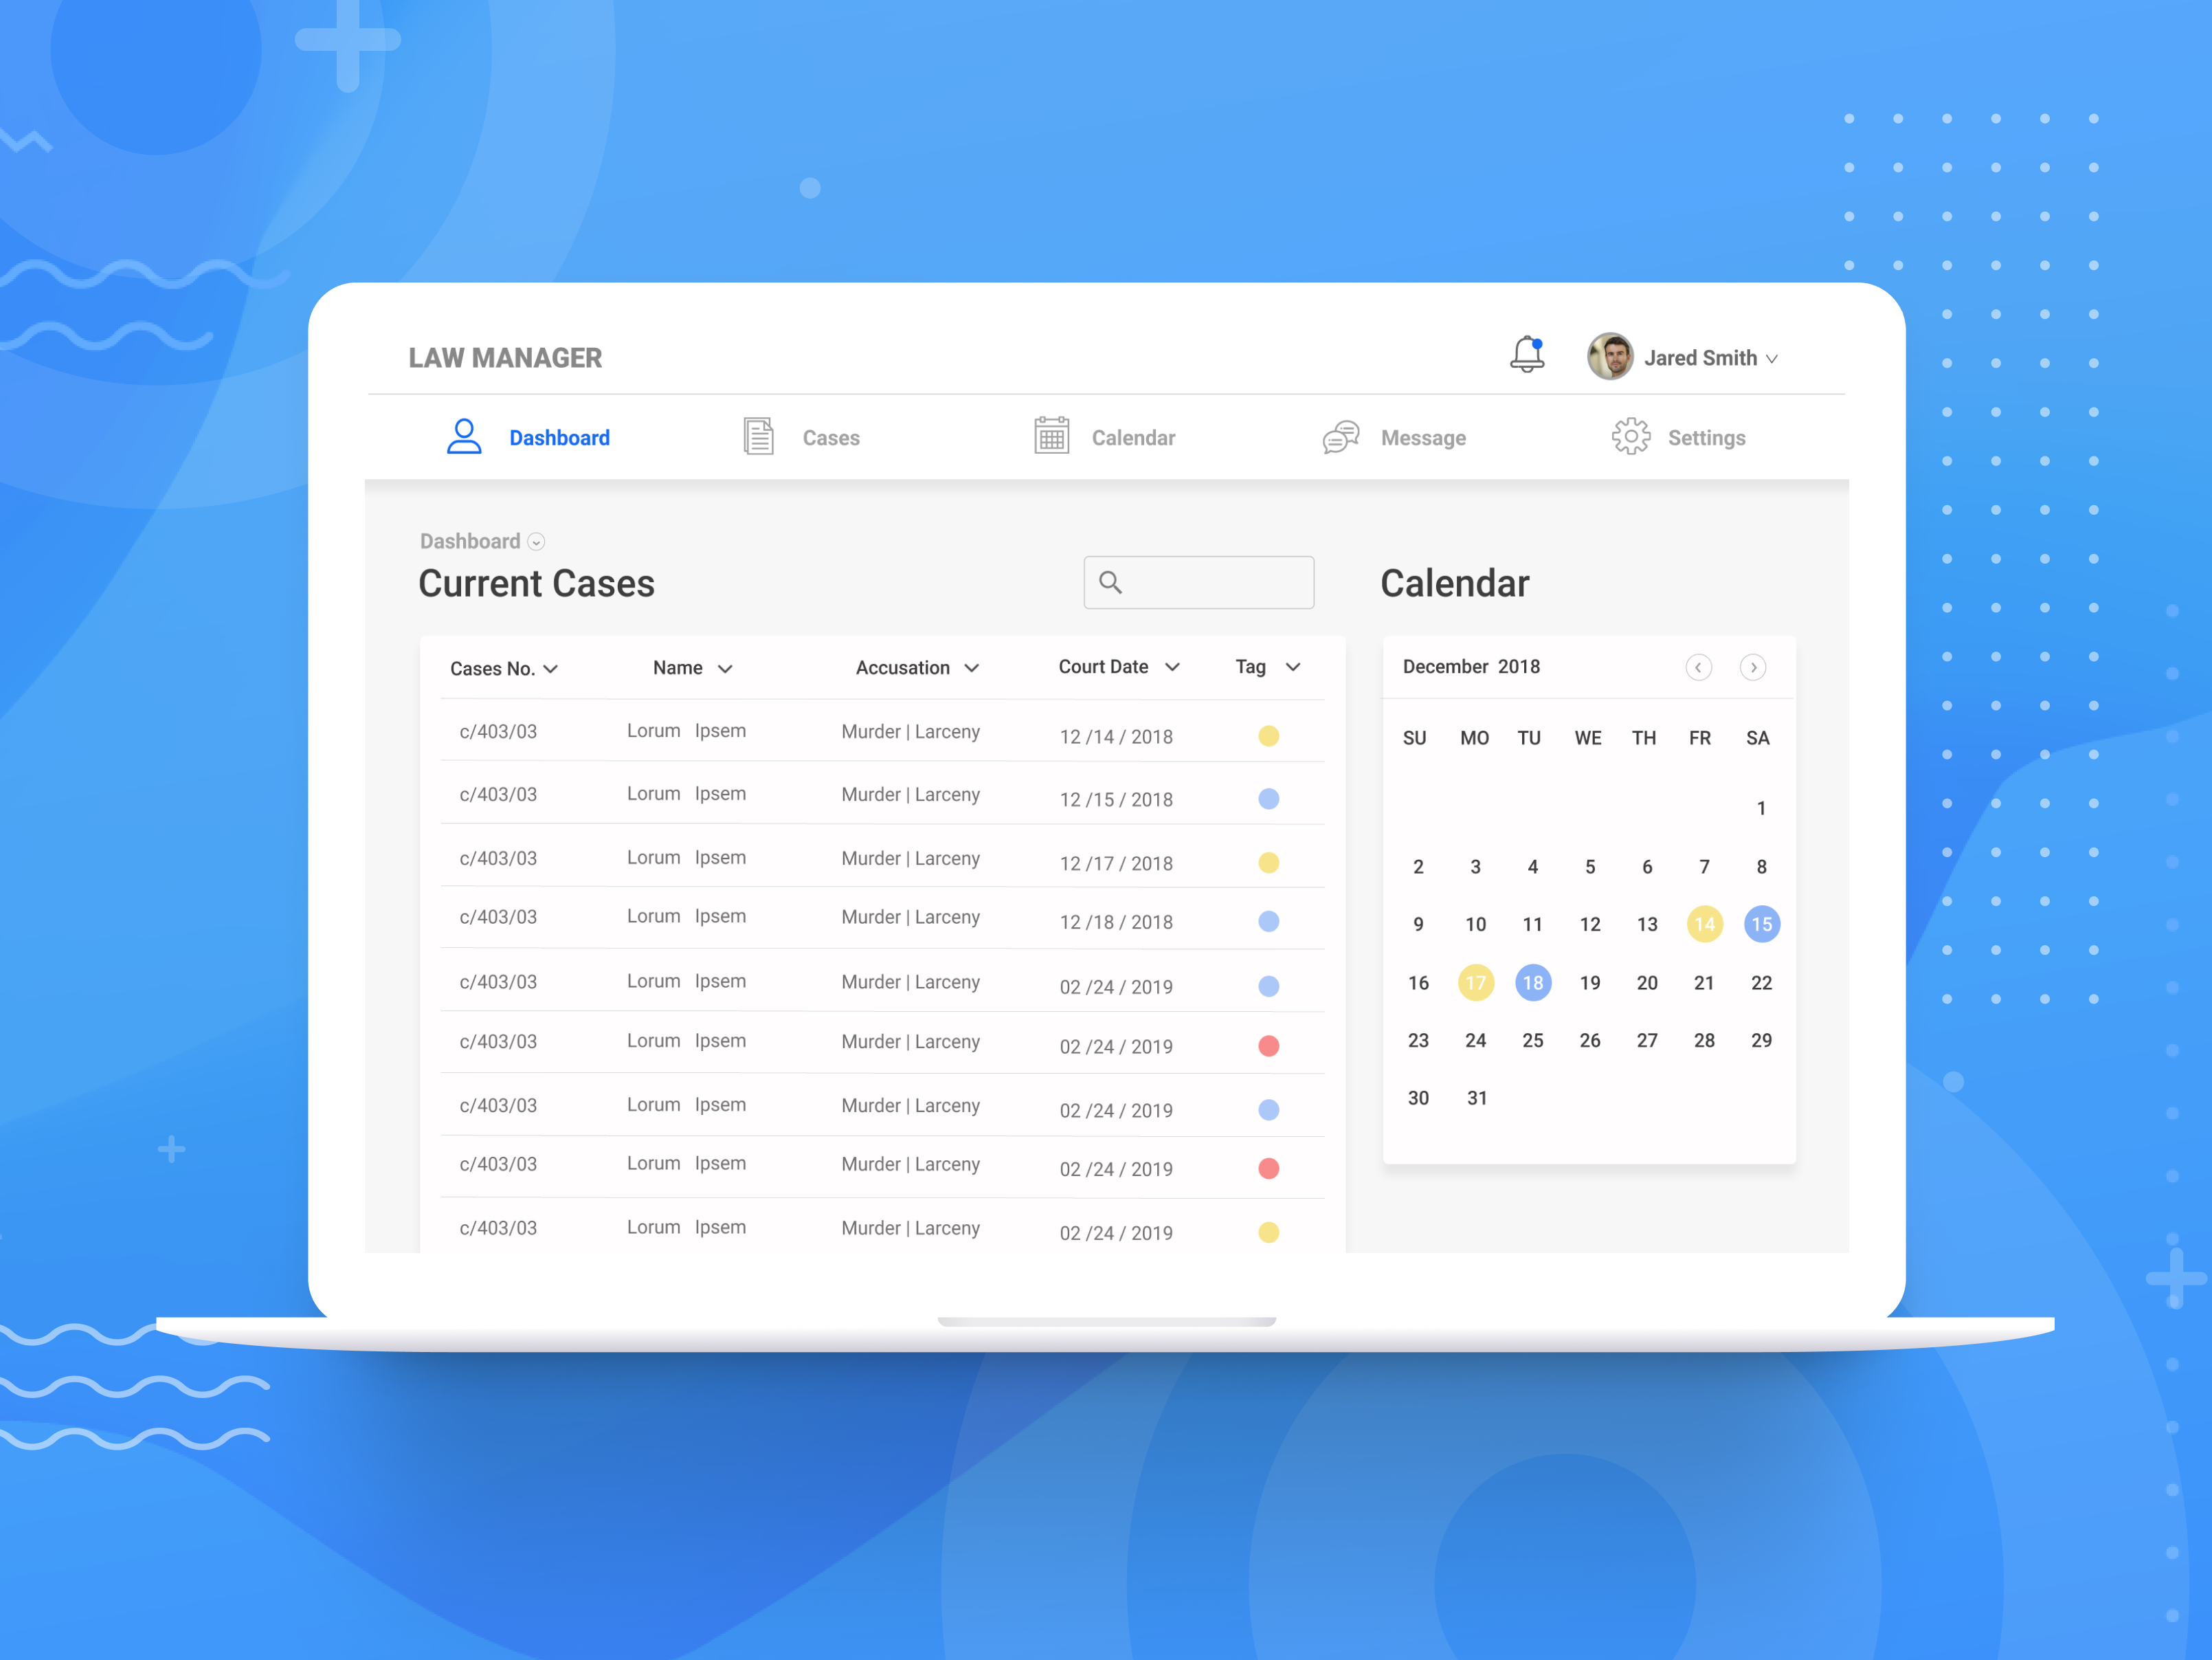 LAW MANAGER
Jared Smith
Dashboard Cases Calendar Message Settings
Dashboard
Current Cases
Cases No. Name Accusation Court Date Tag
c/403/03 Lorum Ipsem Murder | Larceny 12 /14 / 2018
c/403/03 Lorum Ipsem Murder | Larceny 12 /15 / 2018
c/403/03 Lorum Ipsem Murder | Larceny 12 /17 / 2018
c/403/03 Lorum Ipsem Murder | Larceny 12 /18 / 2018
c/403/03 Lorum Ipsem Murder | Larceny 02 /24 / 2019
c/403/03 Lorum Ipsem Murder | Larceny 02 /24 / 2019
c/403/03 Lorum Ipsem Murder | Larceny 02 /24 / 2019
c/403/03 Lorum Ipsem Murder | Larceny 02 /24 / 2019
c/403/03 Lorum Ipsem Murder | Larceny 02 /24 / 2019
Calendar
December 2018
SU MO TU WE TH FR SA
1
2 3 4 5 6 7 8
9 10 11 12 13 14 15
16 17 18 19 20 21 22
23 24 25 26 27 28 29
30 31